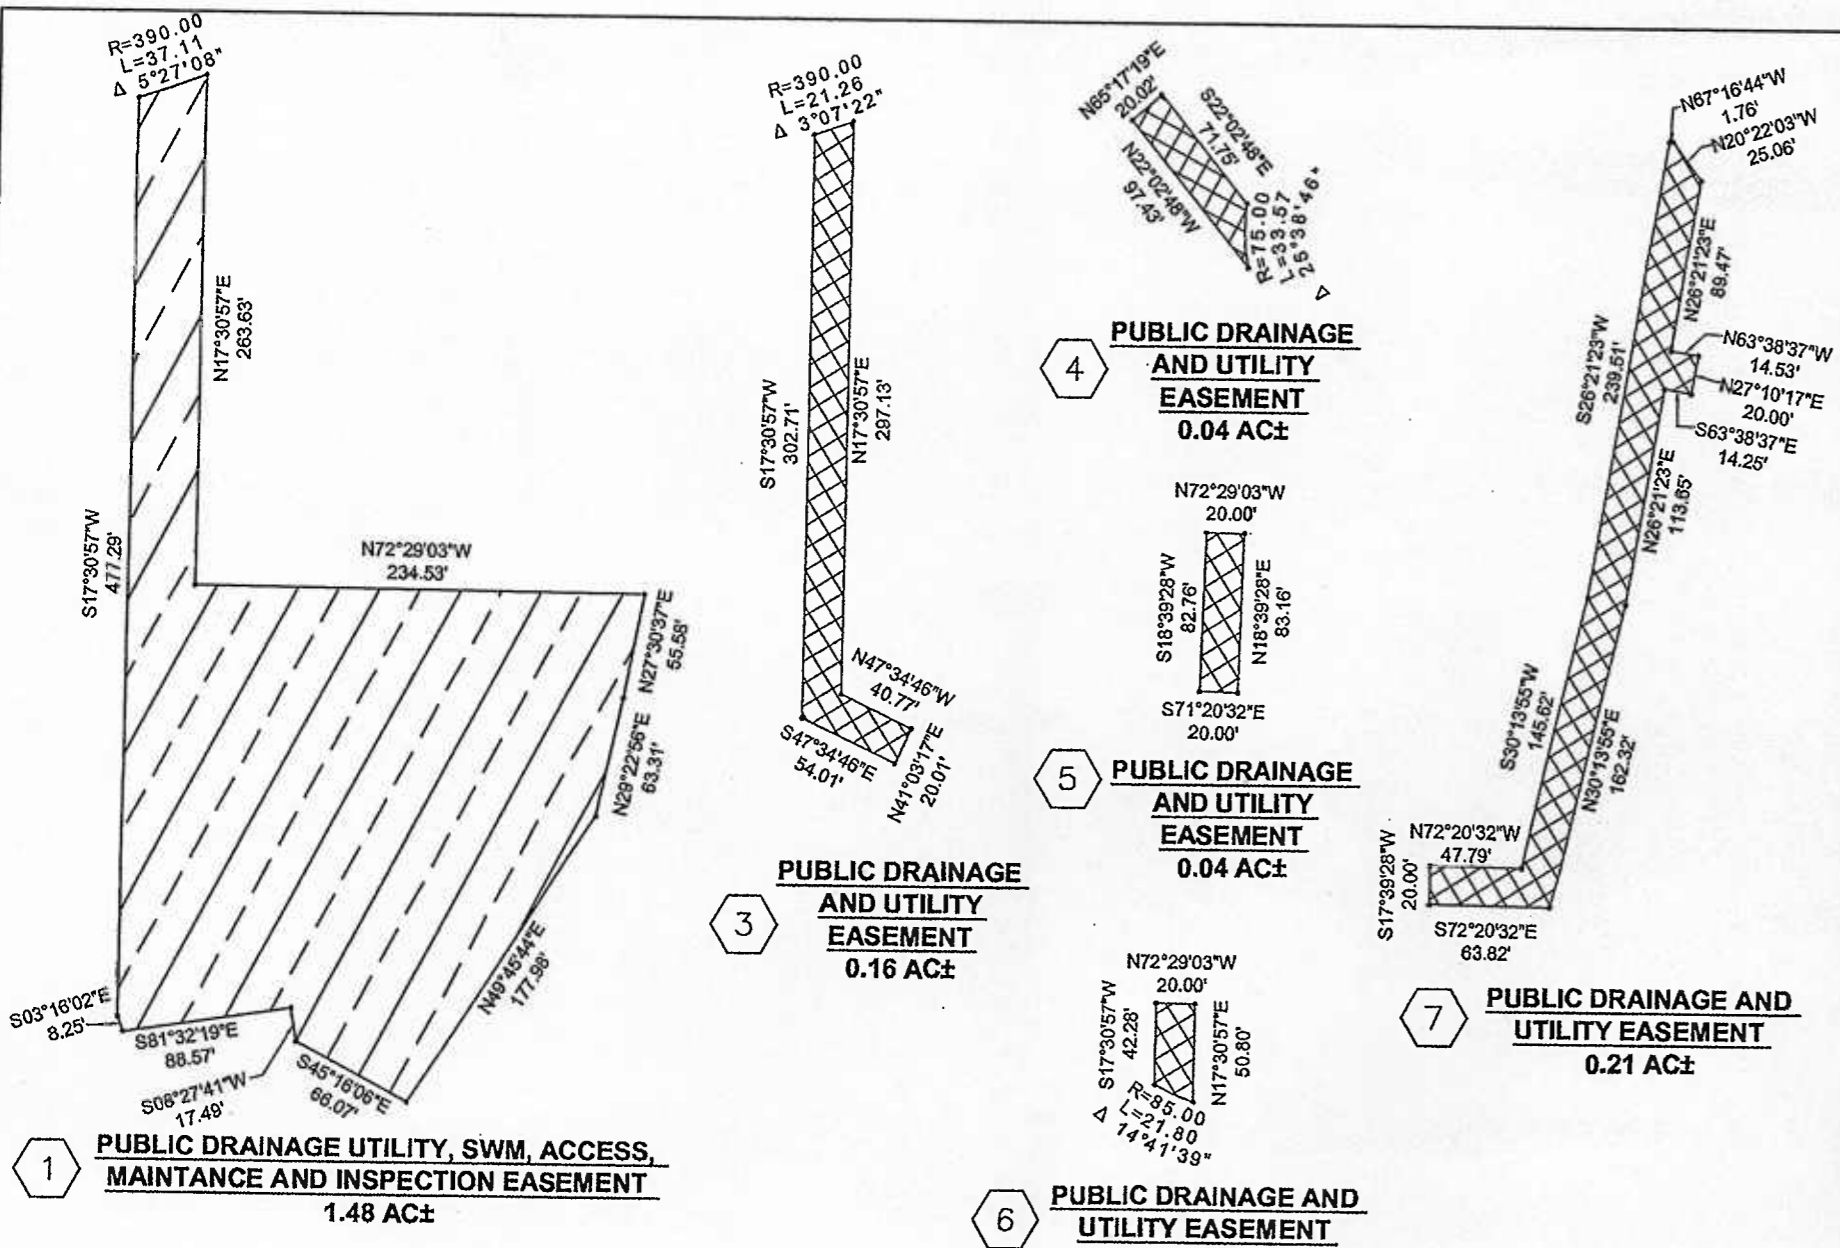 R=390.00
L=37.11
Δ 5°27'08"
N17°30'57"E
263.63'
S17°30'57"W
477.29'
N72°29'03"W
234.53'
N27°30'37"E
55.58'
N29°22'56"E
63.31'
N49°45'44"E
177.98'
S03°16'02"E
8.25'
S81°32'19"E
88.57'
S08°27'41"W
17.49'
S45°16'06"E
66.07'
1
PUBLIC DRAINAGE UTILITY, SWM, ACCESS,
MAINTANCE AND INSPECTION EASEMENT
1.48 AC±
R=390.00
L=21.26
Δ 3°07'22"
S17°30'57"W
302.71'
N17°30'57"E
297.13'
N47°34'46"W
40.77'
S47°34'46"E
54.01'
N41°03'17"E
20.01'
3
PUBLIC DRAINAGE
AND UTILITY
EASEMENT
0.16 AC±
N65°17'19"E
20.02'
S22°02'48"E
71.75'
N22°02'48"W
97.43'
R=75.00
L=33.57
Δ 25°38'46"
4
PUBLIC DRAINAGE
AND UTILITY
EASEMENT
0.04 AC±
N72°29'03"W
20.00'
S18°39'28"W
82.76'
N18°39'28"E
83.16'
S71°20'32"E
20.00'
5
PUBLIC DRAINAGE
AND UTILITY
EASEMENT
0.04 AC±
N72°29'03"W
20.00'
S17°30'57"W
42.28'
N17°30'57"E
50.80'
R=85.00
L=21.80
Δ 14°41'39"
6
PUBLIC DRAINAGE AND
UTILITY EASEMENT
N67°16'44"W
1.76'
N20°22'03"W
25.06'
N26°21'23"E
89.47'
N63°38'37"W
14.53'
N27°10'17"E
20.00'
S63°38'37"E
14.25'
S26°21'23"W
239.51'
N26°21'23"E
113.65'
S30°13'55"W
145.62'
N30°13'55"E
162.32'
N72°20'32"W
47.79'
S17°39'28"W
20.00'
S72°20'32"E
63.82'
7
PUBLIC DRAINAGE AND
UTILITY EASEMENT
0.21 AC±